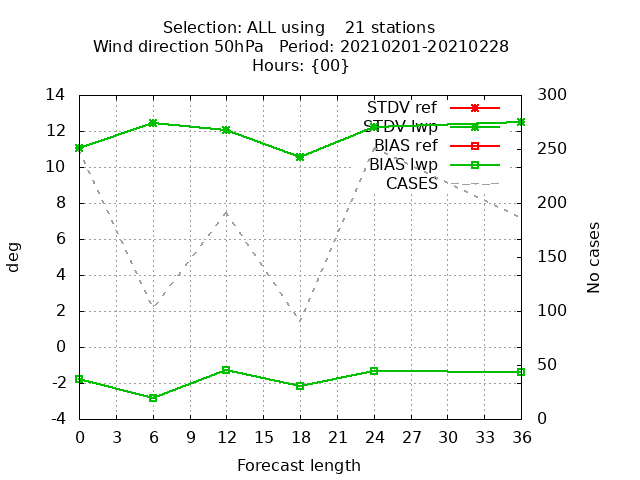 Selection: ALL using    21 stations
Wind direction 50hPa   Period: 20210201-20210228
Hours: {00}
14
12
10
8
6
4
2
0
-2
-4
deg
STDV ref
STDV lwp
BIAS ref
BIAS lwp
CASES
300
250
200
150
100
50
0
No cases
0 3 6 9 12 15 18 21 24 27 30 33 36
Forecast length